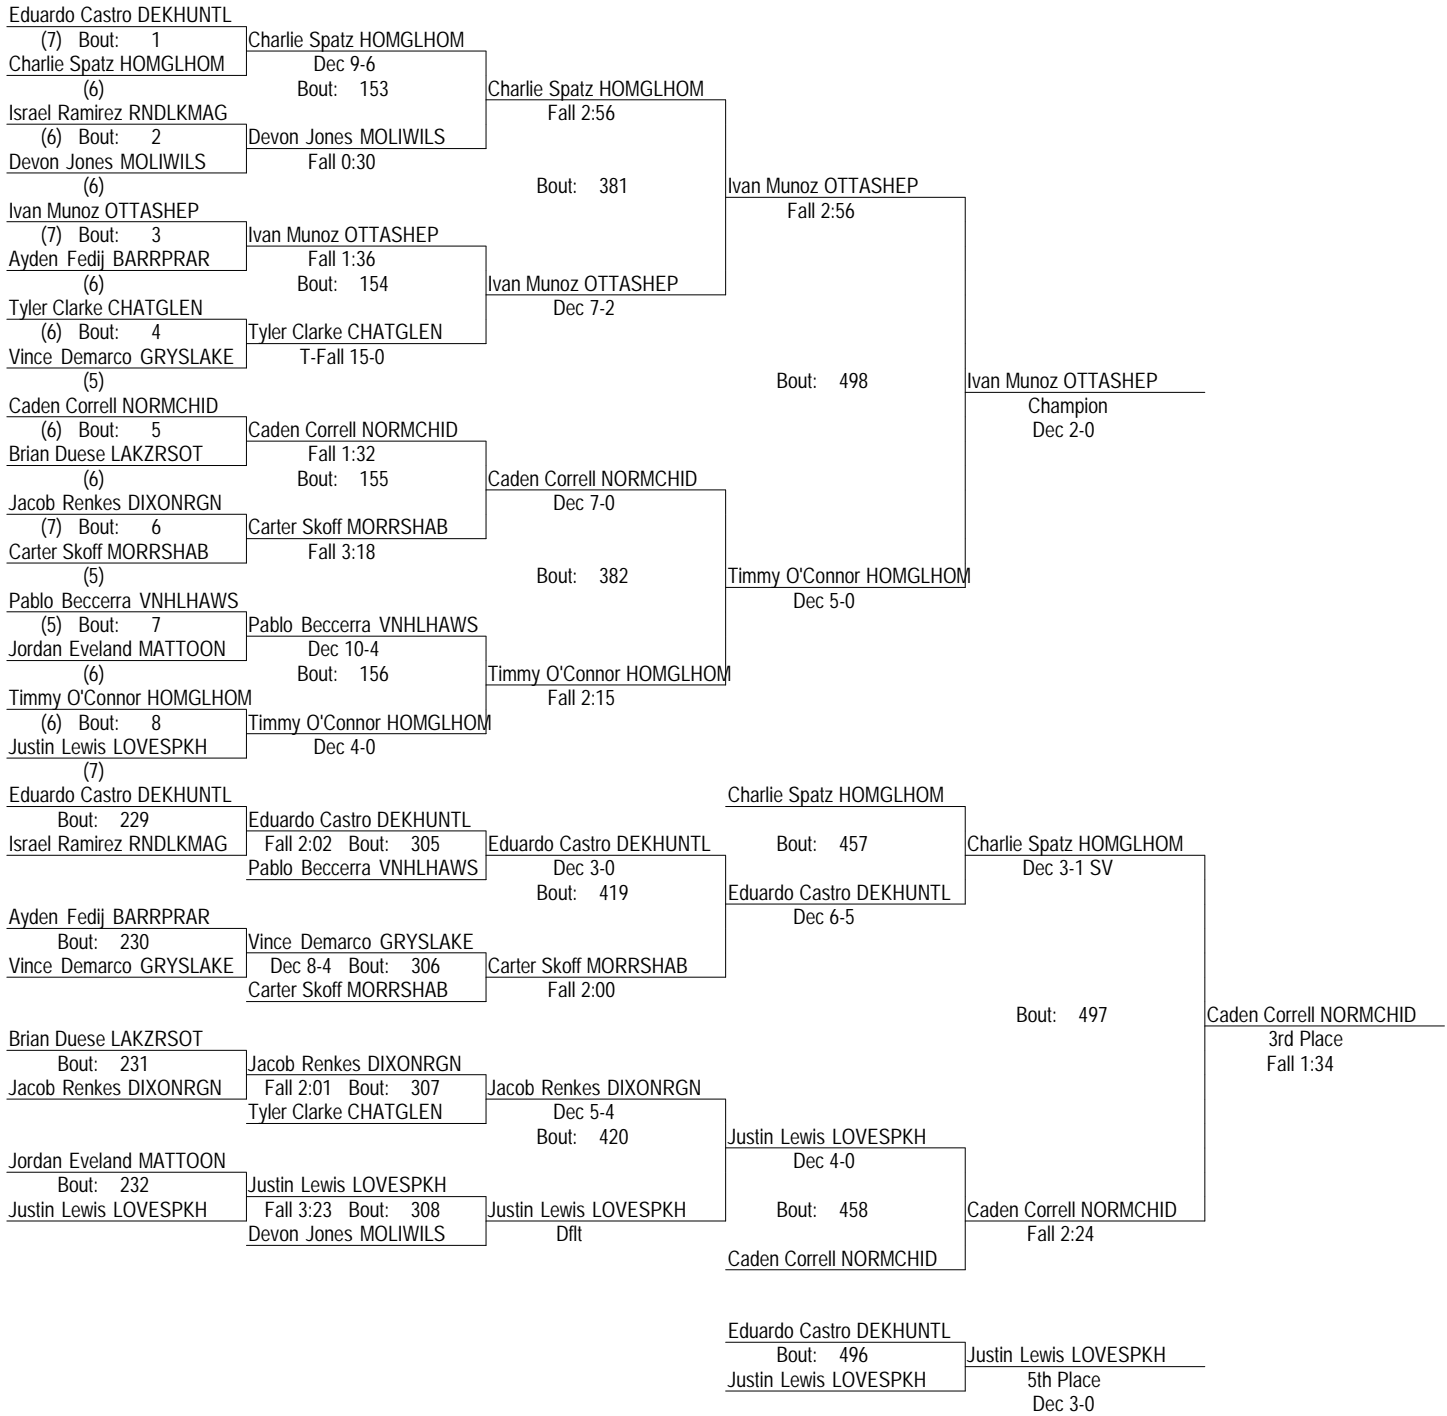 Eduardo Castro DEKHUNTL
(7) Bout: 1 Charlie Spatz HOMGLHOM
Charlie Spatz HOMGLHOM Dec 9-6
(6) Bout: 153 Charlie Spatz HOMGLHOM
Israel Ramirez RNDLKMAG Fall 2:56
(6) Bout: 2 Devon Jones MOLIWILS
Devon Jones MOLIWILS Fall 0:30
(6) Bout: 381 Ivan Munoz OTTASHEP
Ivan Munoz OTTASHEP Fall 2:56
(7) Bout: 3 Ivan Munoz OTTASHEP
Ayden Fedij BARRPRAR Fall 1:36
(6) Bout: 154 Ivan Munoz OTTASHEP
Tyler Clarke CHATGLEN Dec 7-2
(6) Bout: 4 Tyler Clarke CHATGLEN
Vince Demarco GRYSLAKE T-Fall 15-0
(5) Bout: 498 Ivan Munoz OTTASHEP
Caden Correll NORMCHID Champion
(6) Bout: 5 Caden Correll NORMCHID Dec 2-0
Brian Duese LAKZRSOT Fall 1:32
(6) Bout: 155 Caden Correll NORMCHID
Jacob Renkes DIXONRGN Dec 7-0
(7) Bout: 6 Carter Skoff MORRSHAB
Carter Skoff MORRSHAB Fall 3:18
(5) Bout: 382 Timmy O'Connor HOMGLHOM
Pablo Beccerra VNHLHAWS Dec 5-0
(5) Bout: 7 Pablo Beccerra VNHLHAWS
Jordan Eveland MATTOON Dec 10-4
(6) Bout: 156 Timmy O'Connor HOMGLHOM
Timmy O'Connor HOMGLHOM Fall 2:15
(6) Bout: 8 Timmy O'Connor HOMGLHOM
Justin Lewis LOVESPKH Dec 4-0
(7)
Eduardo Castro DEKHUNTL Charlie Spatz HOMGLHOM
Bout: 229 Eduardo Castro DEKHUNTL
Israel Ramirez RNDLKMAG Fall 2:02 Bout: 305 Eduardo Castro DEKHUNTL Bout: 457 Charlie Spatz HOMGLHOM
Pablo Beccerra VNHLHAWS Dec 3-0 Dec 3-1 SV
Bout: 419 Eduardo Castro DEKHUNTL
Ayden Fedij BARRPRAR Dec 6-5
Bout: 230 Vince Demarco GRYSLAKE
Vince Demarco GRYSLAKE Dec 8-4 Bout: 306 Carter Skoff MORRSHAB
Carter Skoff MORRSHAB Fall 2:00
Bout: 497 Caden Correll NORMCHID
Brian Duese LAKZRSOT 3rd Place
Bout: 231 Jacob Renkes DIXONRGN Fall 1:34
Jacob Renkes DIXONRGN Fall 2:01 Bout: 307 Jacob Renkes DIXONRGN
Tyler Clarke CHATGLEN Dec 5-4
Bout: 420 Justin Lewis LOVESPKH
Jordan Eveland MATTOON Dec 4-0
Bout: 232 Justin Lewis LOVESPKH
Justin Lewis LOVESPKH Fall 3:23 Bout: 308 Justin Lewis LOVESPKH Bout: 458 Caden Correll NORMCHID
Devon Jones MOLIWILS Dflt Fall 2:24
Caden Correll NORMCHID
Eduardo Castro DEKHUNTL
Bout: 496 Justin Lewis LOVESPKH
Justin Lewis LOVESPKH 5th Place
Dec 3-0